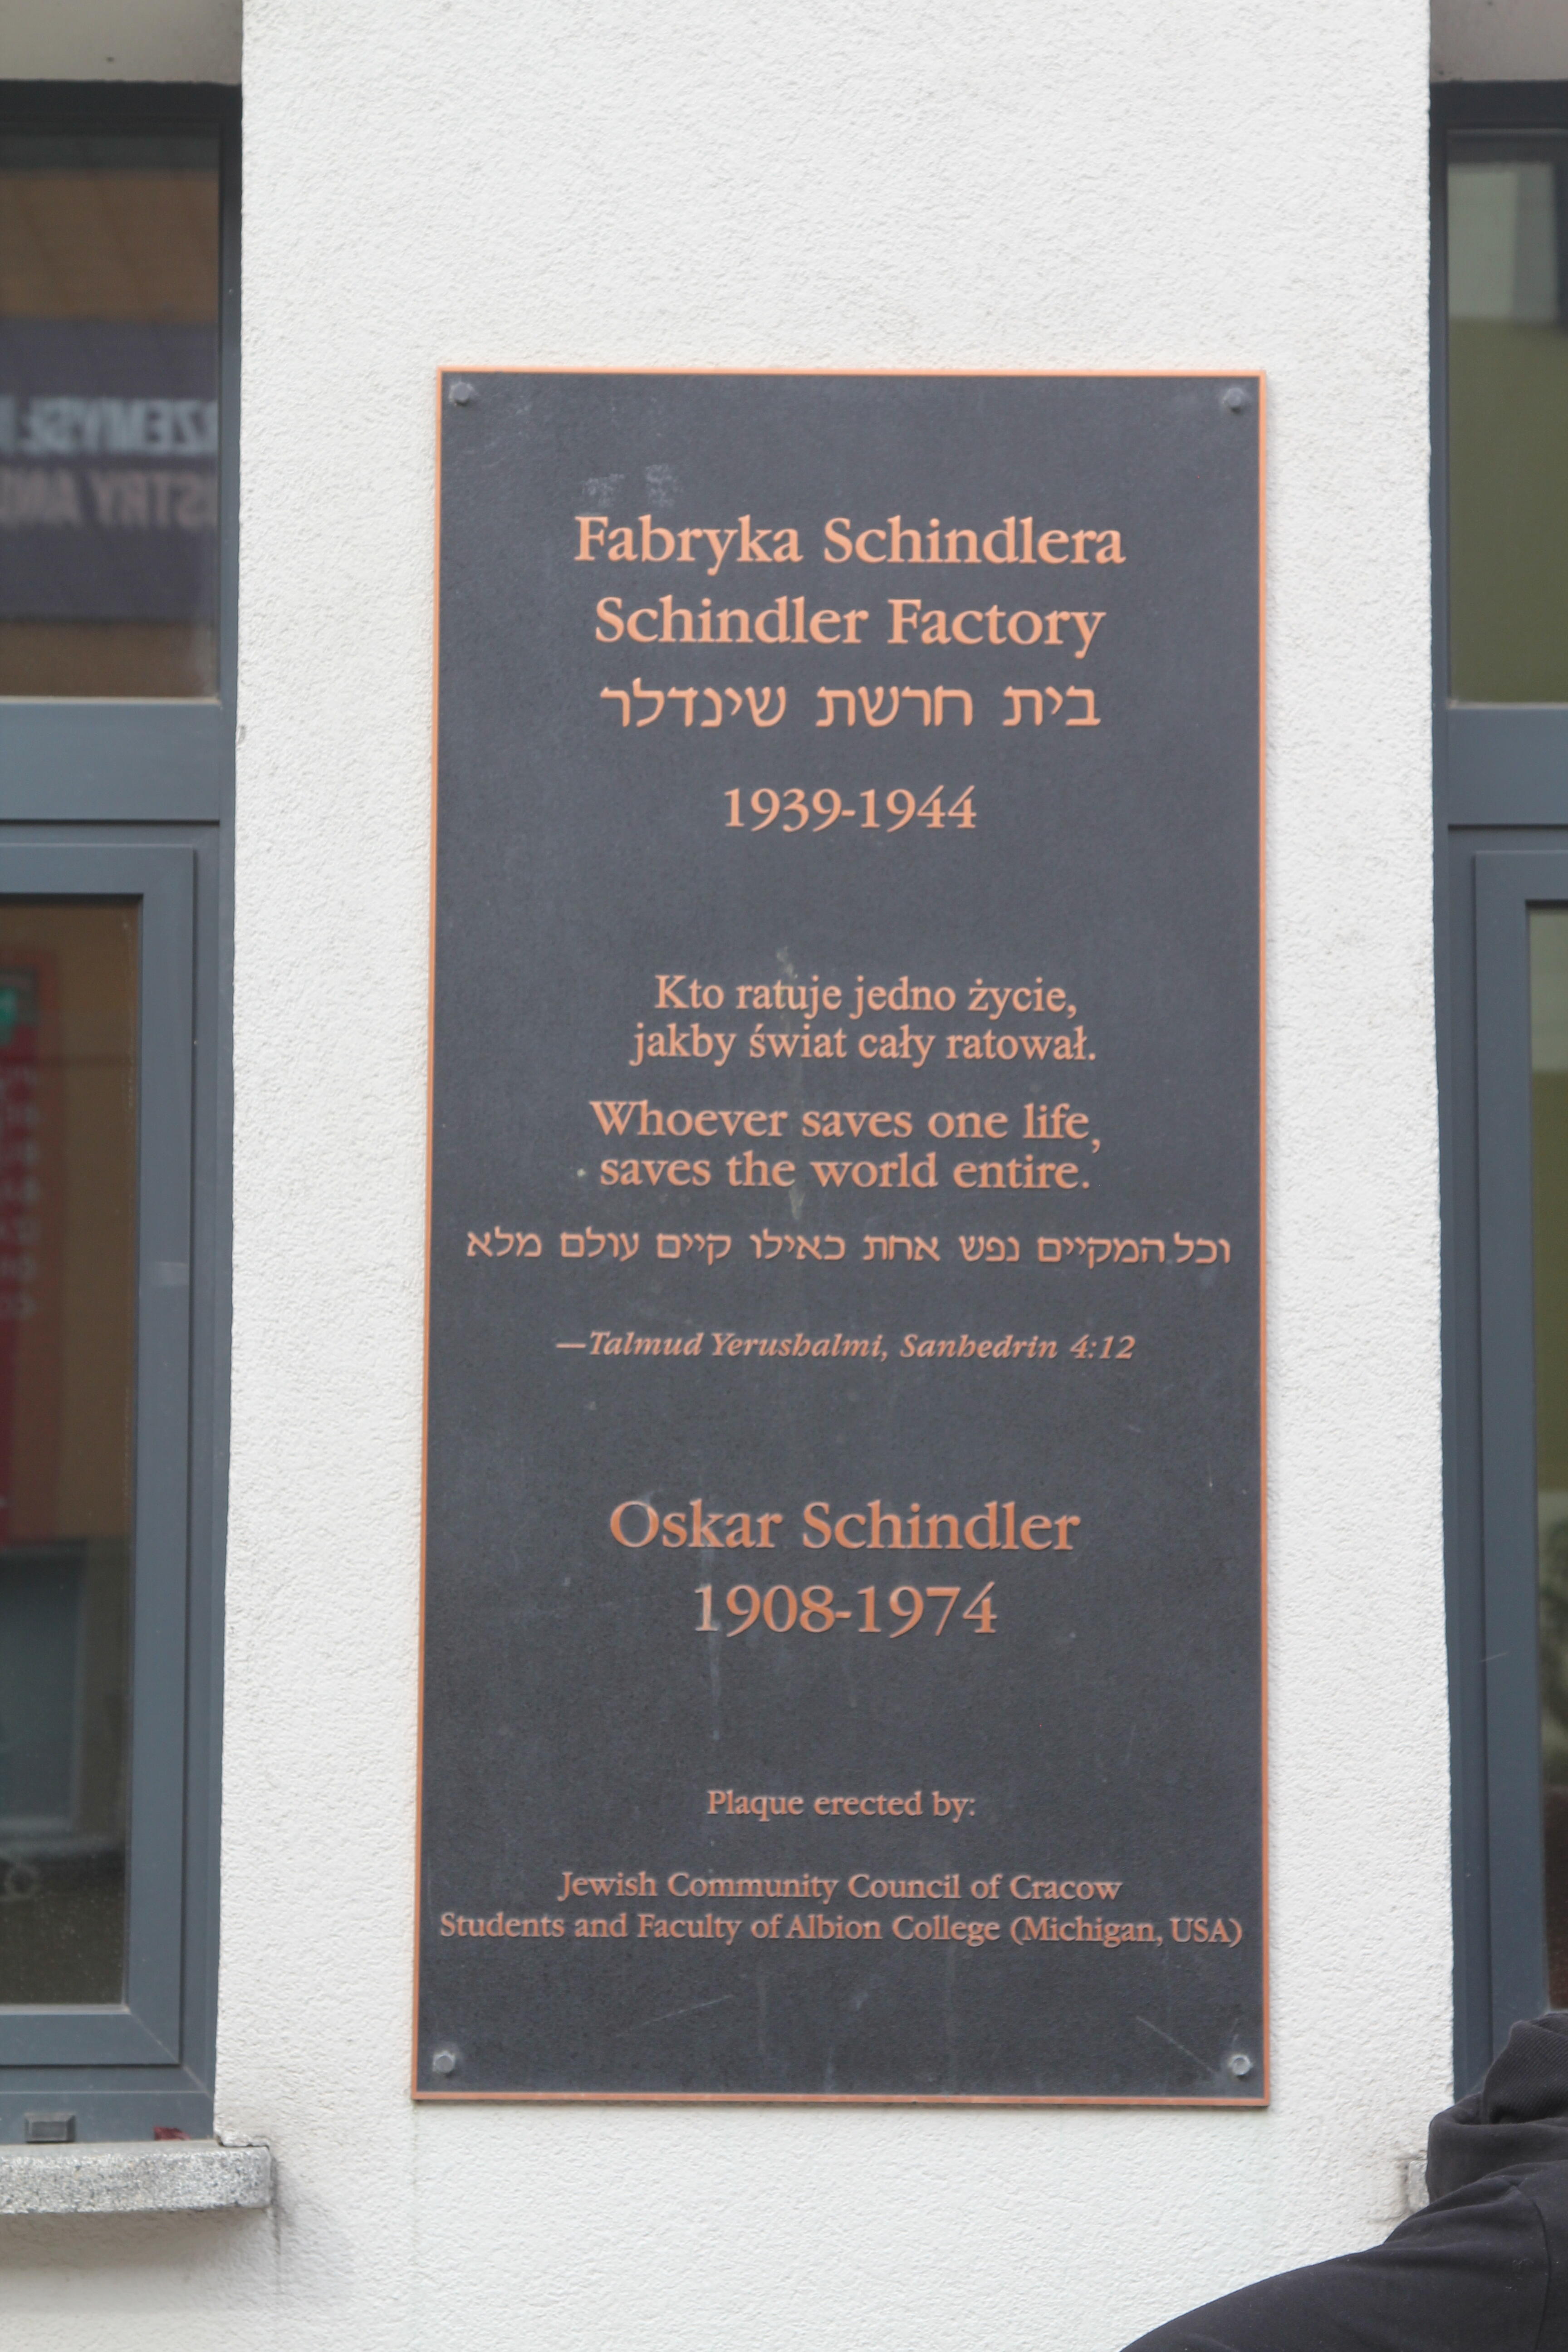 Fabryka Schindlera
Schindler Factory
בית חרשת שינדלר
1939-1944
Kto ratuje jedno życie,
jakby świat cały ratował.
Whoever saves one life,
saves the world entire.
וכל המקיים נפש אחת כאילו קיים עולם מלא
—Talmud Yerushalmi, Sanhedrin 4:12
Oskar Schindler
1908-1974
Plaque erected by:
Jewish Community Council of Cracow
Students and Faculty of Albion College (Michigan, USA)